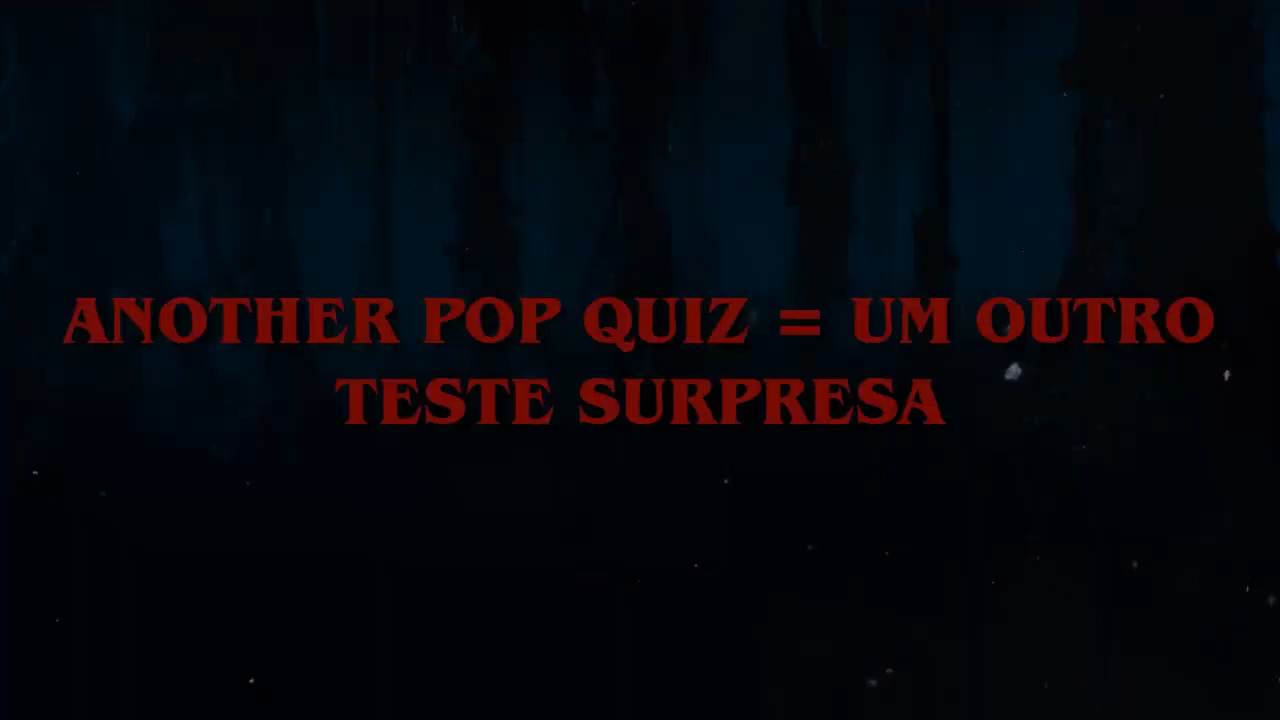 ANOTHER POP QUIZ = UM OUTRO
TESTE SURPRESA